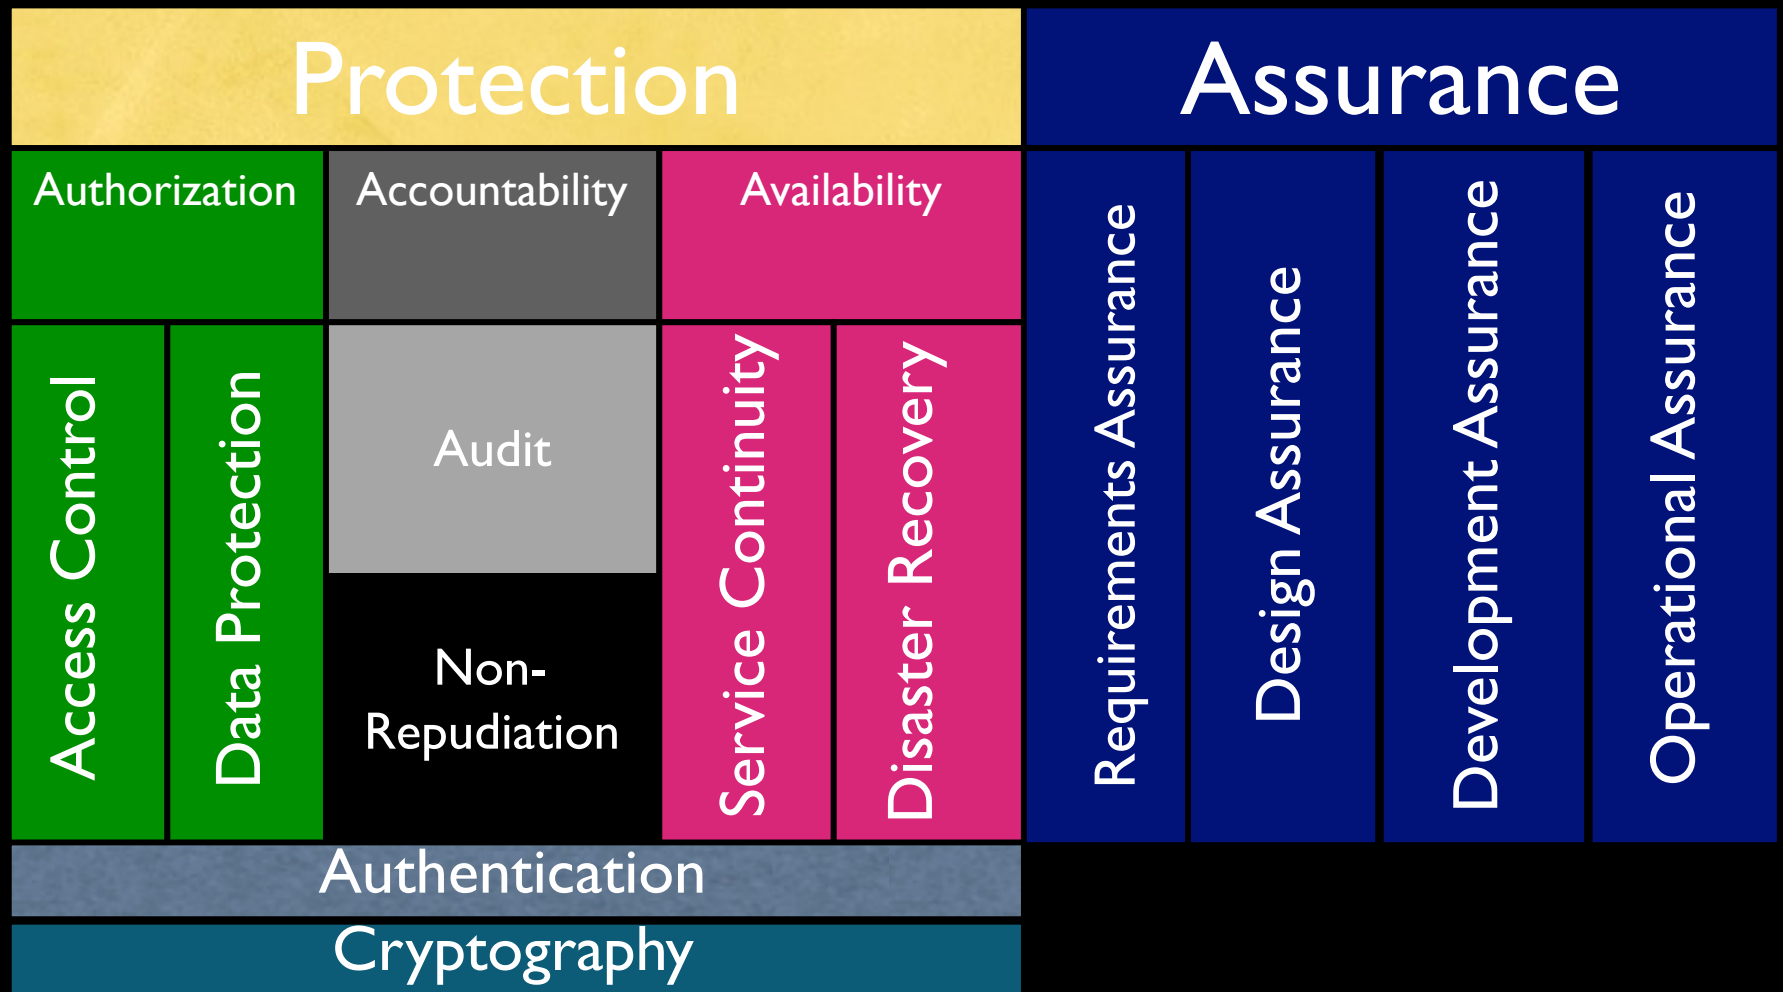 Protection
Assurance
Authorization
Accountability
Availability
Access Control
Data Protection
Audit
Non-
Repudiation
Service Continuity
Disaster Recovery
Requirements Assurance
Design Assurance
Development Assurance
Operational Assurance
Authentication
Cryptography